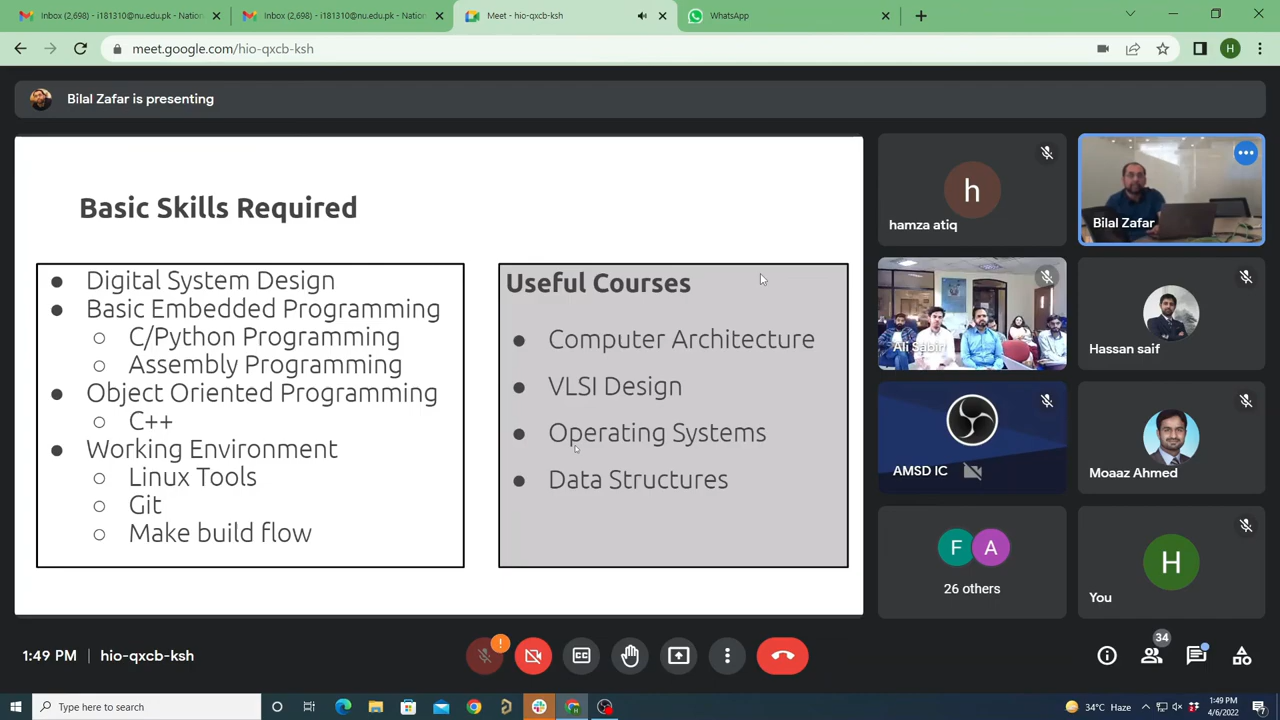 Inbox (2,698) - i181310@nu.edu.pk - Nation
Inbox (2,698) - i181310@nu.edu.pk - Nation
Meet - hio-qxcb-ksh
WhatsApp
meet.google.com/hio-qxcb-ksh
H
Bilal Zafar is presenting
Basic Skills Required
● Digital System Design
● Basic Embedded Programming
○ C/Python Programming
○ Assembly Programming
● Object Oriented Programming
○ C++
● Working Environment
○ Linux Tools
○ Git
○ Make build flow
Useful Courses
● Computer Architecture
● VLSI Design
● Operating Systems
● Data Structures
h
hamza atiq
Bilal Zafar
Ali Sabir
Hassan saif
AMSD IC
Moaaz Ahmed
F A
26 others
H
You
1:49 PM | hio-qxcb-ksh
!
CC
34
Type here to search
34°C Haze
1:49 PM
4/6/2022